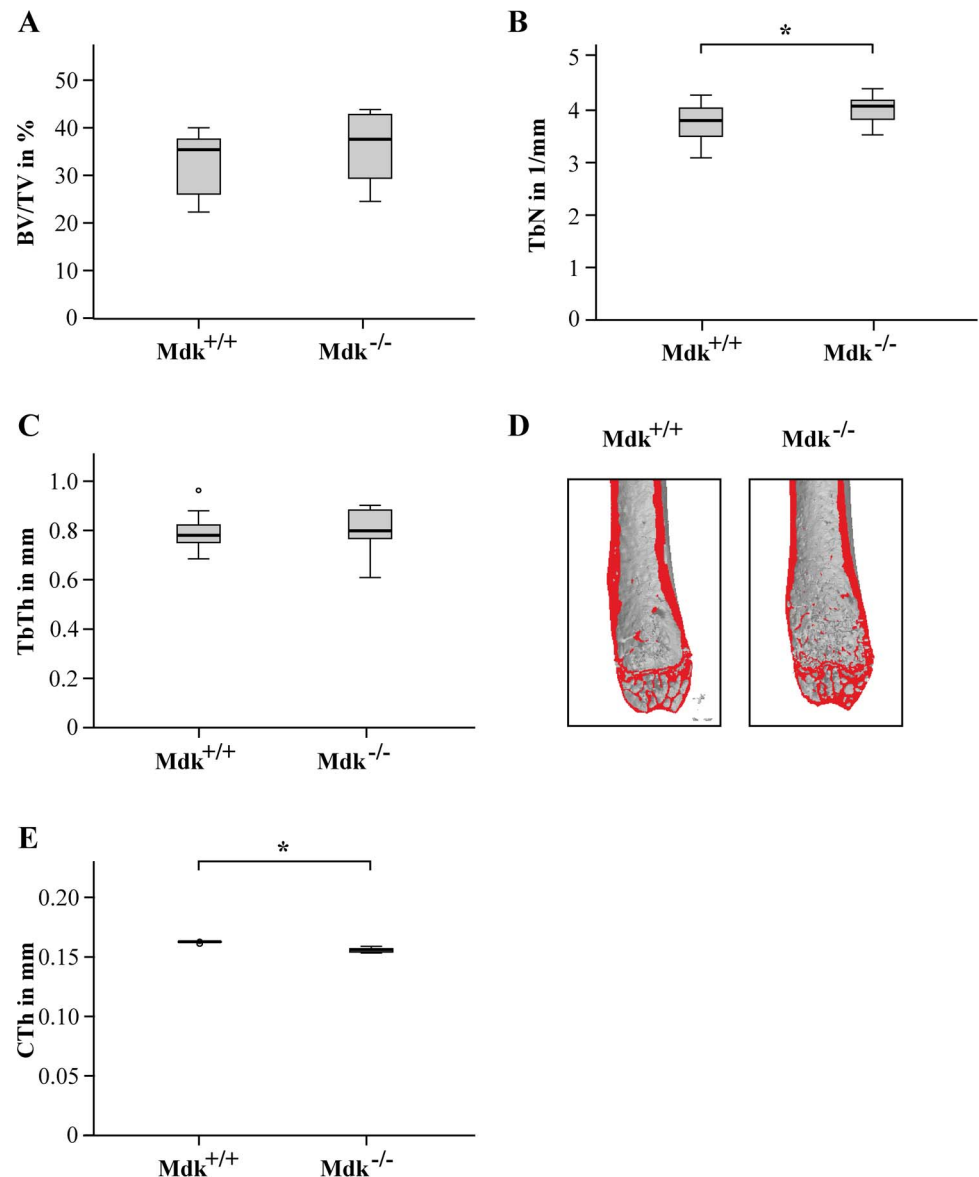 A
BV/TV in %
50
40
30
20
10
0
Mdk+/+ Mdk-/-
B
*
TbN in 1/mm
5
4
3
2
1
0
Mdk+/+ Mdk-/-
C
TbTh in mm
1.0
0.8
0.6
0.4
0.2
0
Mdk+/+ Mdk-/-
D
Mdk+/+ Mdk-/-
E
*
CTh in mm
0.20
0.15
0.10
0.05
0
Mdk+/+ Mdk-/-